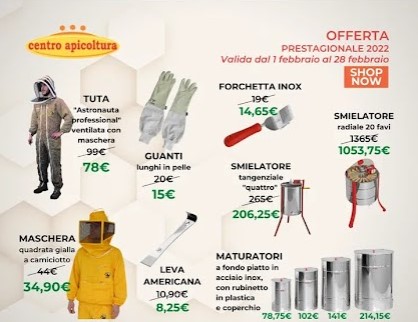 centro apicoltura
OFFERTA
PRESTAGIONALE 2022
Valida dal 1 febbraio al 28 febbraio
SHOP
NOW
TUTA
"Astronauta
professional"
ventilata con
maschera
99€
78€
GUANTI
lunghi in pelle
20€
15€
FORCHETTA INOX
19€
14,65€
SMIELATORE
tangenziale
"quattro"
265€
206,25€
SMIELATORE
radiale 20 favi
1365€
1053,75€
MASCHERA
quadrata gialla
a camiciotto
44€
34,90€
LEVA
AMERICANA
10,90€
8,25€
MATURATORI
a fondo piatto in
acciaio inox,
con rubinetto
in plastica
e coperchio
78,75€ 102€ 141€ 214,15€